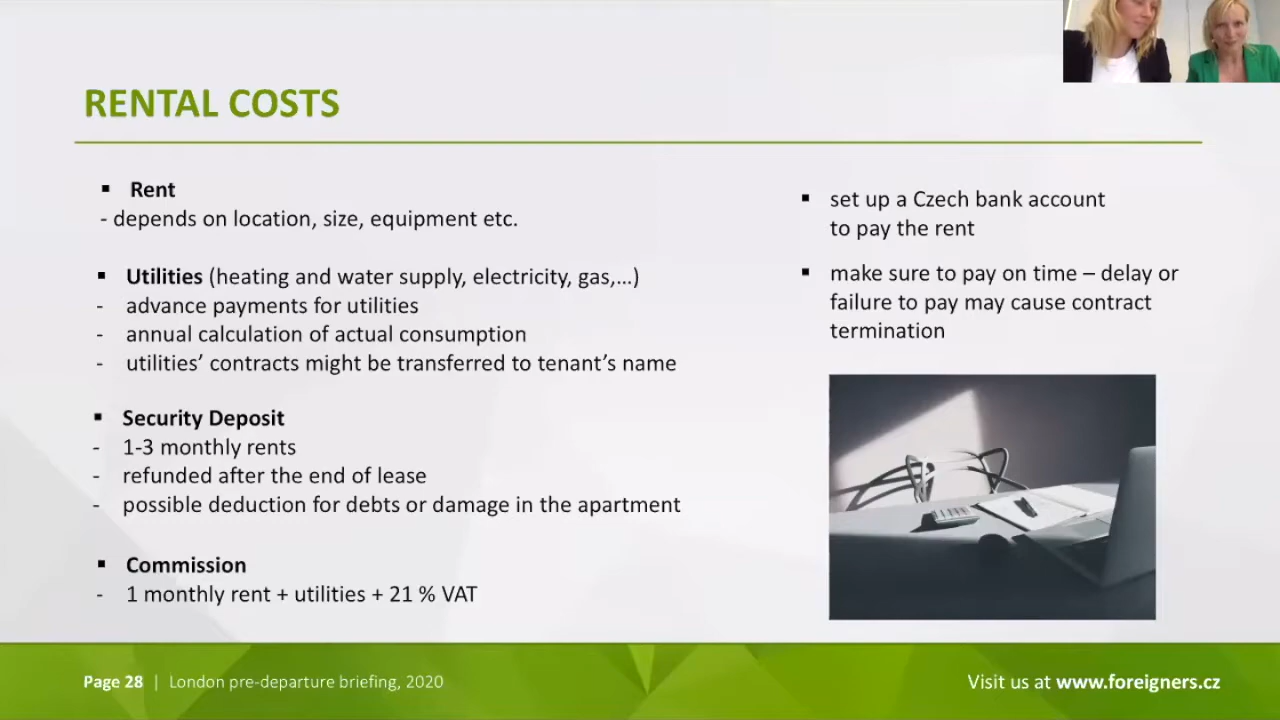 RENTAL COSTS
▪ Rent
- depends on location, size, equipment etc.
▪ Utilities (heating and water supply, electricity, gas,...)
- advance payments for utilities
- annual calculation of actual consumption
- utilities’ contracts might be transferred to tenant’s name
▪ Security Deposit
- 1-3 monthly rents
- refunded after the end of lease
- possible deduction for debts or damage in the apartment
▪ Commission
- 1 monthly rent + utilities + 21 % VAT
▪ set up a Czech bank account
to pay the rent
▪ make sure to pay on time – delay or
failure to pay may cause contract
termination
Page 28 | London pre-departure briefing, 2020
Visit us at www.foreigners.cz